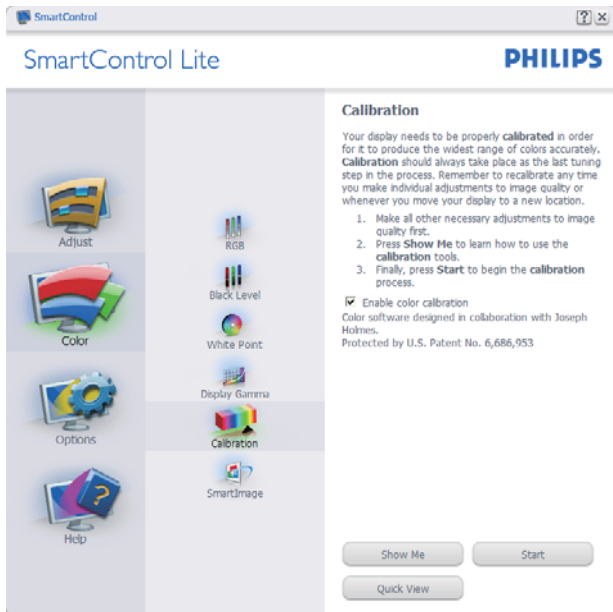 SmartControl
SmartControl Lite
PHILIPS
Adjust
Color
Options
Help
RGB
Black Level
White Point
Display Gamma
Calibration
SmartImage
Calibration
Your display needs to be properly calibrated in order
for it to produce the widest range of colors accurately.
Calibration should always take place as the last tuning
step in the process. Remember to recalibrate any time
you make individual adjustments to image quality or
whenever you move your display to a new location.
1. Make all other necessary adjustments to image
quality first.
2. Press Show Me to learn how to use the
calibration tools.
3. Finally, press Start to begin the calibration
process.
Enable color calibration
Color software designed in collaboration with Joseph
Holmes.
Protected by U.S. Patent No. 6,686,953
Show Me
Start
Quick View